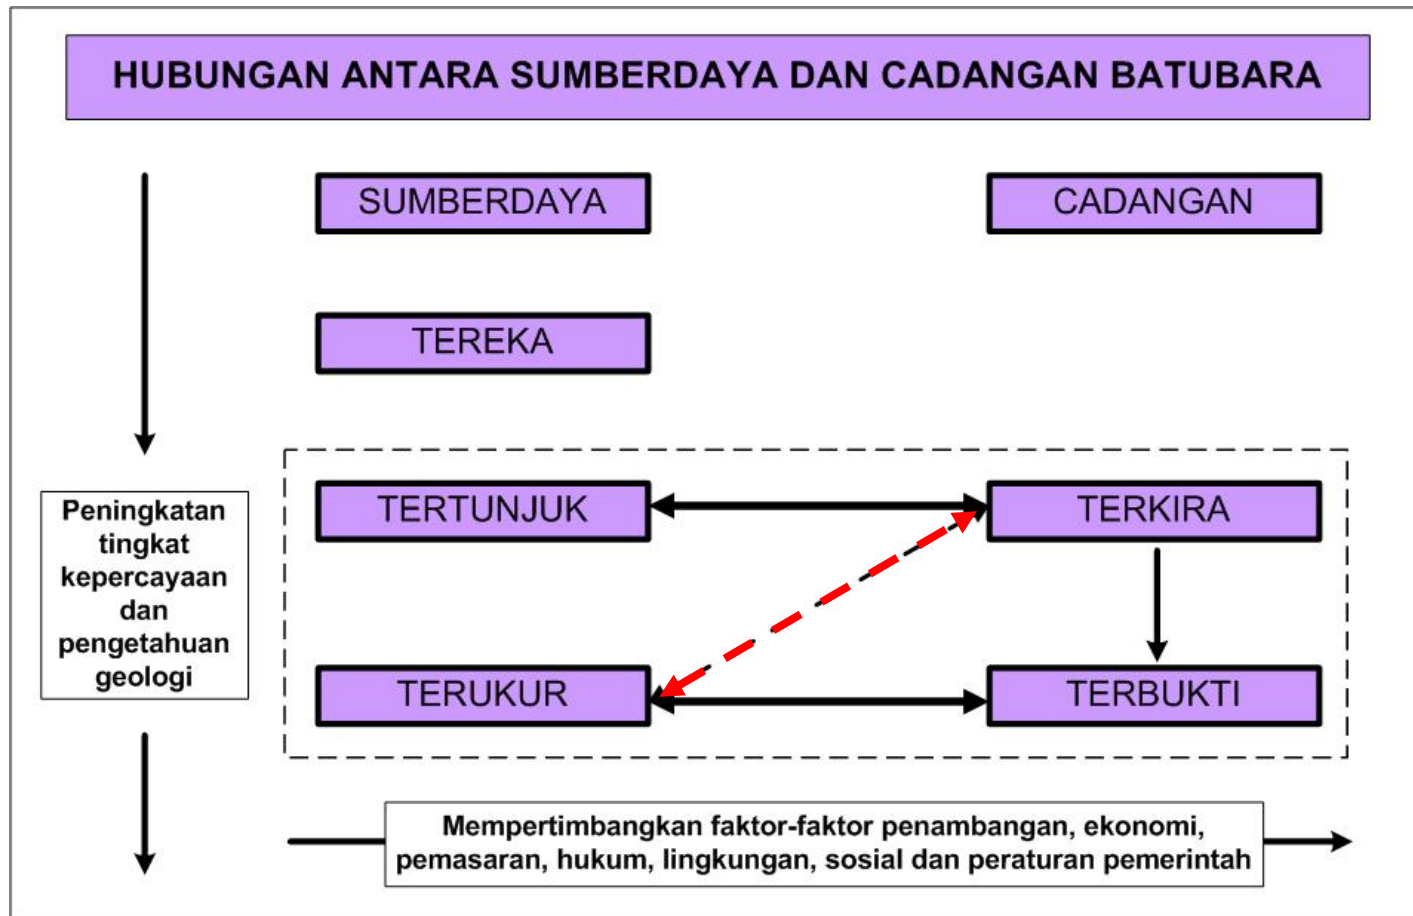 HUBUNGAN ANTARA SUMBERDAYA DAN CADANGAN BATUBARA
SUMBERDAYA
CADANGAN
TEREKA
TERTUNJUK
TERKIRA
Peningkatan
tingkat
kepercayaan
dan
pengetahuan
geologi
TERUKUR
TERBUKTI
Mempertimbangkan faktor-faktor penambangan, ekonomi,
pemasaran, hukum, lingkungan, sosial dan peraturan pemerintah